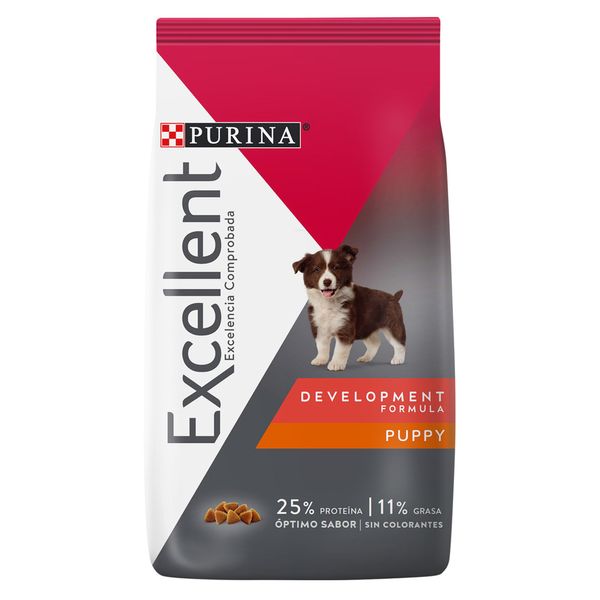 PURINA®
Excellent
Excelencia Comprobada
DEVELOPMENT
FORMULA
PUPPY
25% PROTEÍNA | 11% GRASA
ÓPTIMO SABOR | SIN COLORANTES